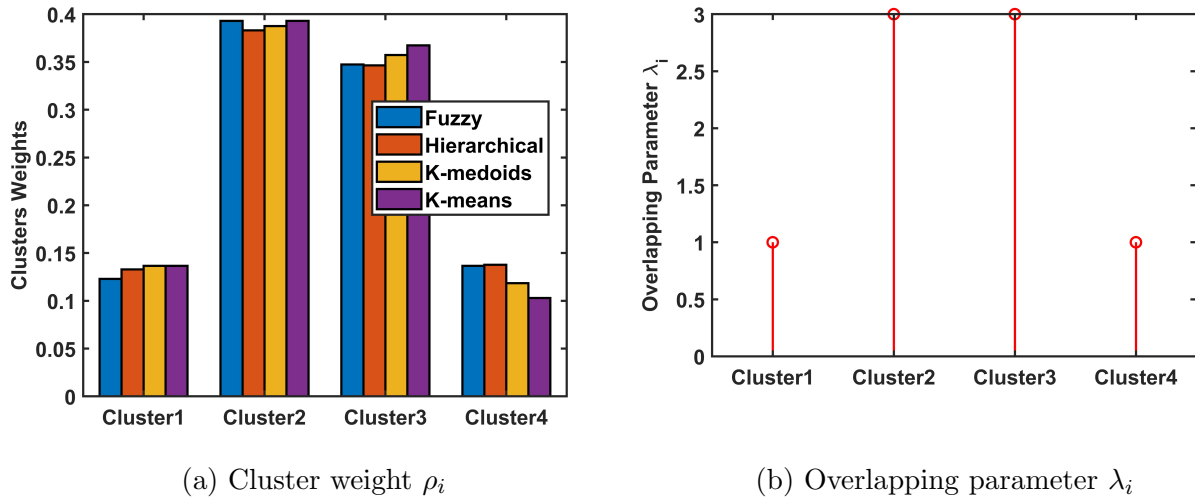 0.4
0.35
0.3
0.25
0.2
0.15
0.1
0.05
0
Clusters Weights
Fuzzy
Hierarchical
K-medoids
K-means
Cluster1 Cluster2 Cluster3 Cluster4
(a) Cluster weight ρᵢ
3
2.5
2
1.5
1
0.5
0
Overlapping Parameter λᵢ
Cluster1 Cluster2 Cluster3 Cluster4
(b) Overlapping parameter λᵢ